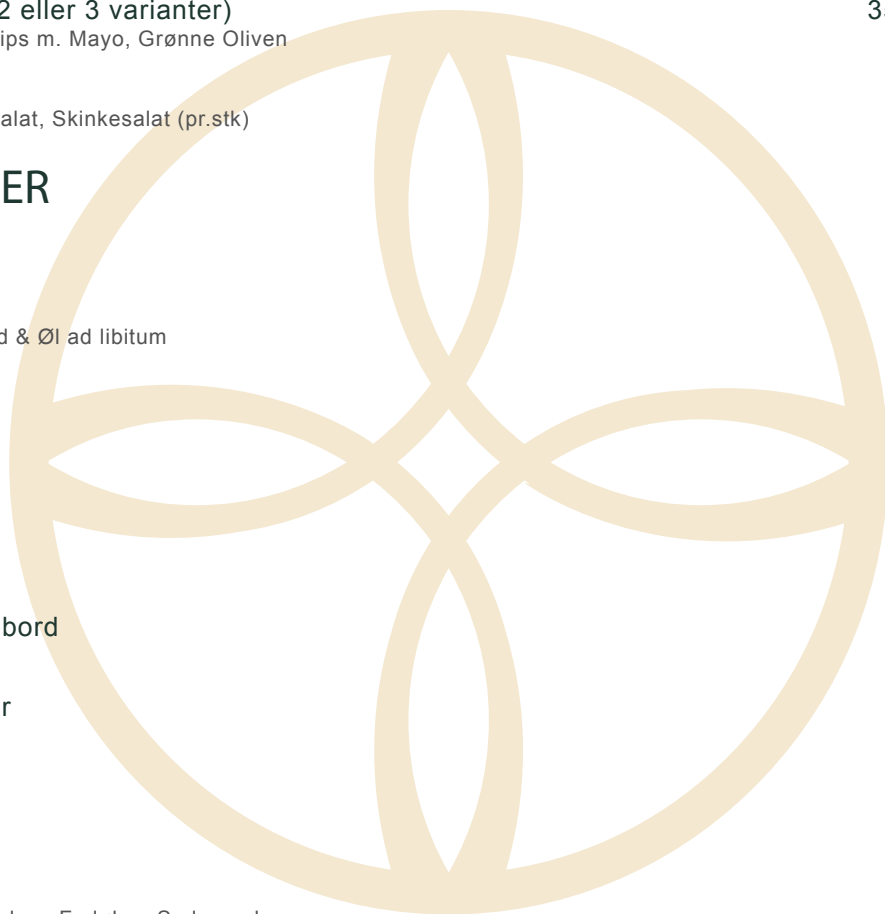 2 eller 3 varianter)
ips m. Mayo, Grønne Oliven
alat, Skinkesalat (pr.stk)
ER
d & Øl ad libitum
bord
r